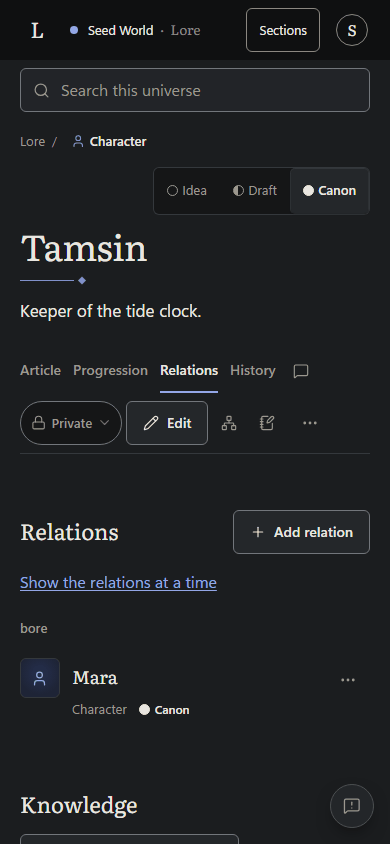 L
Seed World · Lore
Sections
S
Search this universe
Lore / Character
Idea
Draft
Canon
Tamsin
Keeper of the tide clock.
Article Progression Relations History
Private
Edit
Relations
Add relation
Show the relations at a time
bore
Mara
Character Canon
Knowledge